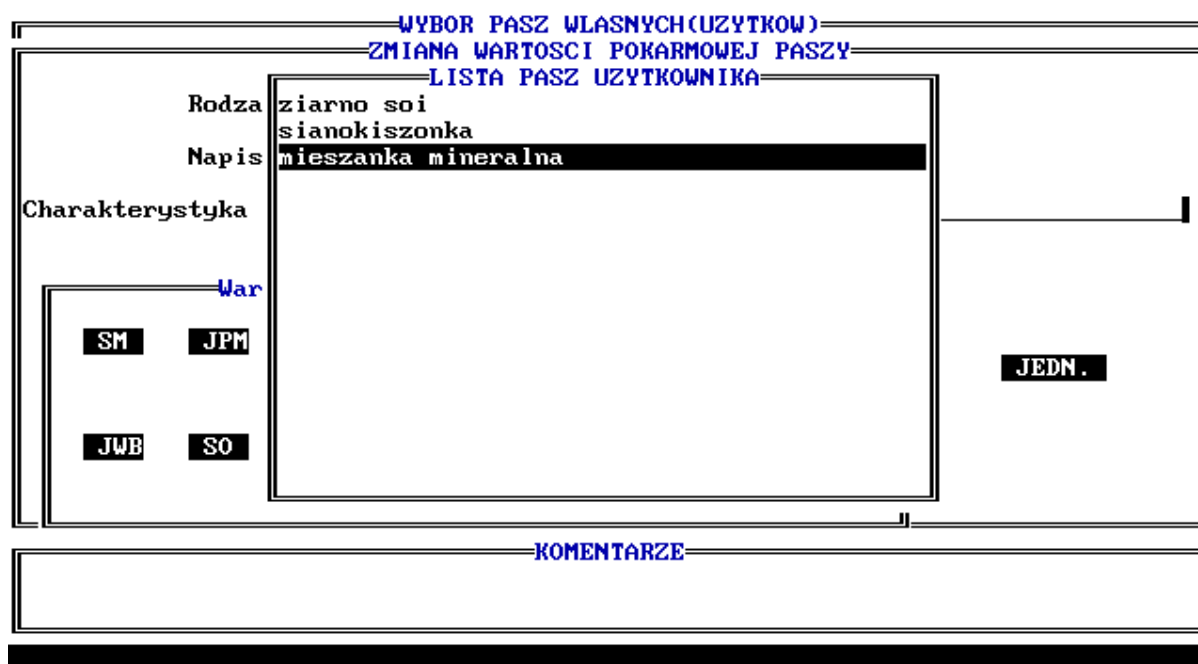 WYBOR PASZ WLASNYCH(UZYTKOW)
ZMIANA WARTOSCI POKARMOWEJ PASZY
LISTA PASZ UZYTKOWNIKA
Rodza ziarno soi
sianokiszonka
Napis mieszanka mineralna
Charakterystyka
War
SM JPM
JEDN.
JWB SO
KOMENTARZE